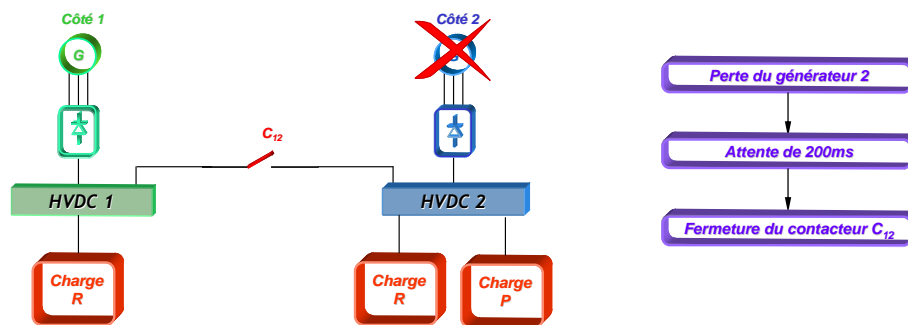 Côté 1
Côté 2
G
Perte du générateur 2
C12
Attente de 200ms
HVDC 1
HVDC 2
Fermeture du contacteur C12
Charge
R
Charge
R
Charge
P